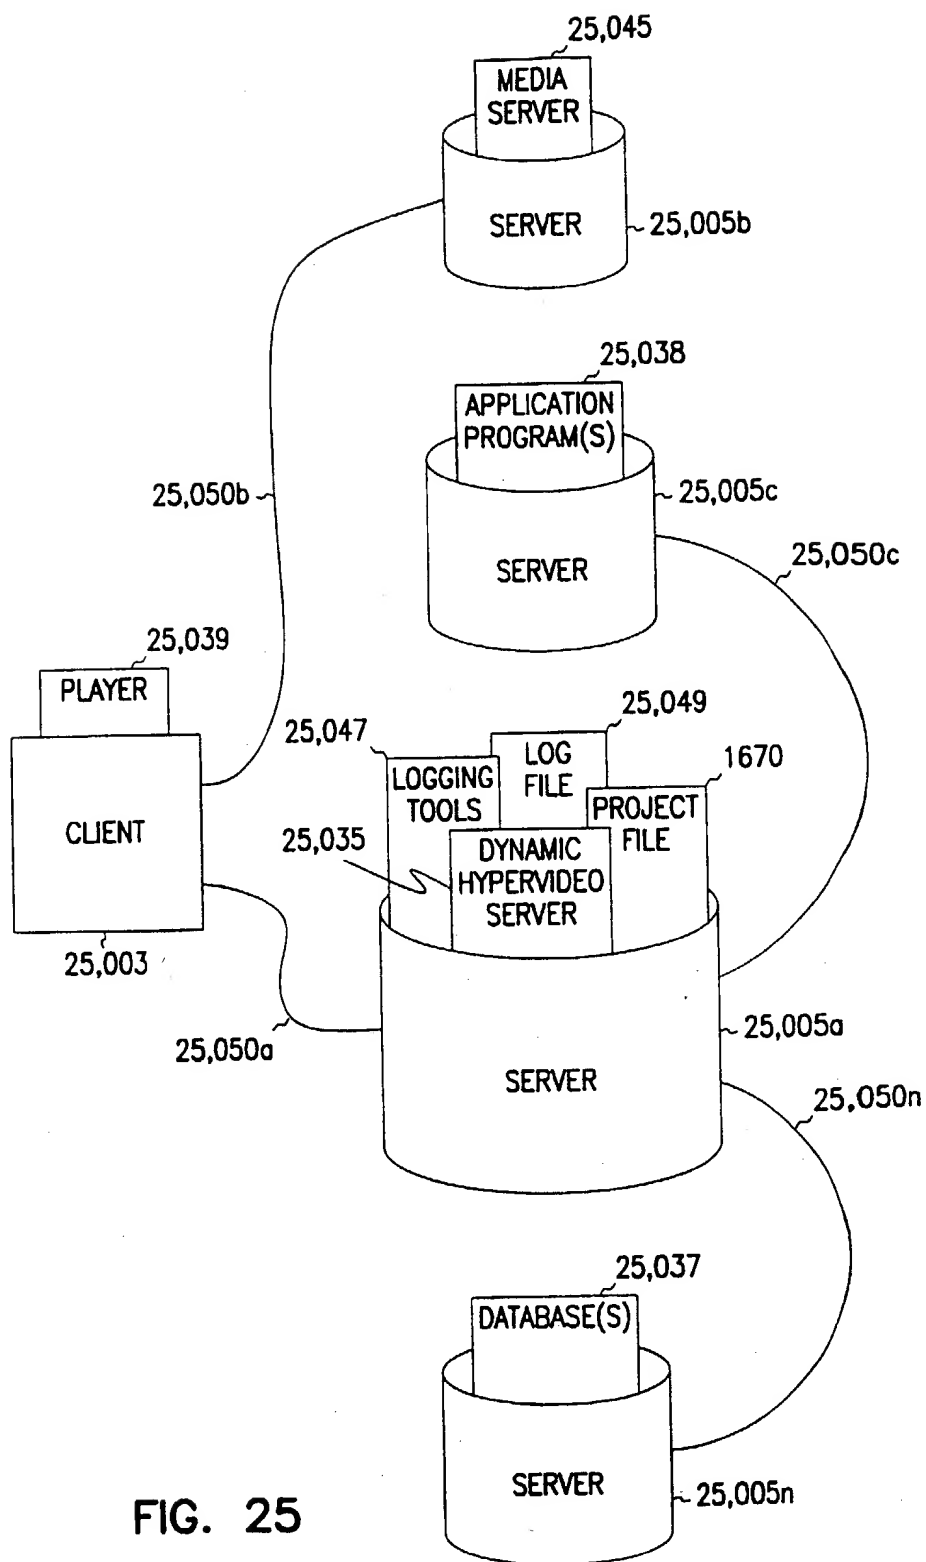 25,045
MEDIA
SERVER
SERVER
25,005b
25,038
APPLICATION
PROGRAM(S)
25,050b
25,005c
SERVER
25,050c
25,039
PLAYER
CLIENT
25,003
25,049
25,047
LOG
FILE
1670
LOGGING
TOOLS
PROJECT
FILE
25,035
DYNAMIC
HYPERVIDEO
SERVER
25,050a
25,005a
SERVER
25,050n
25,037
DATABASE(S)
SERVER
25,005n
FIG. 25